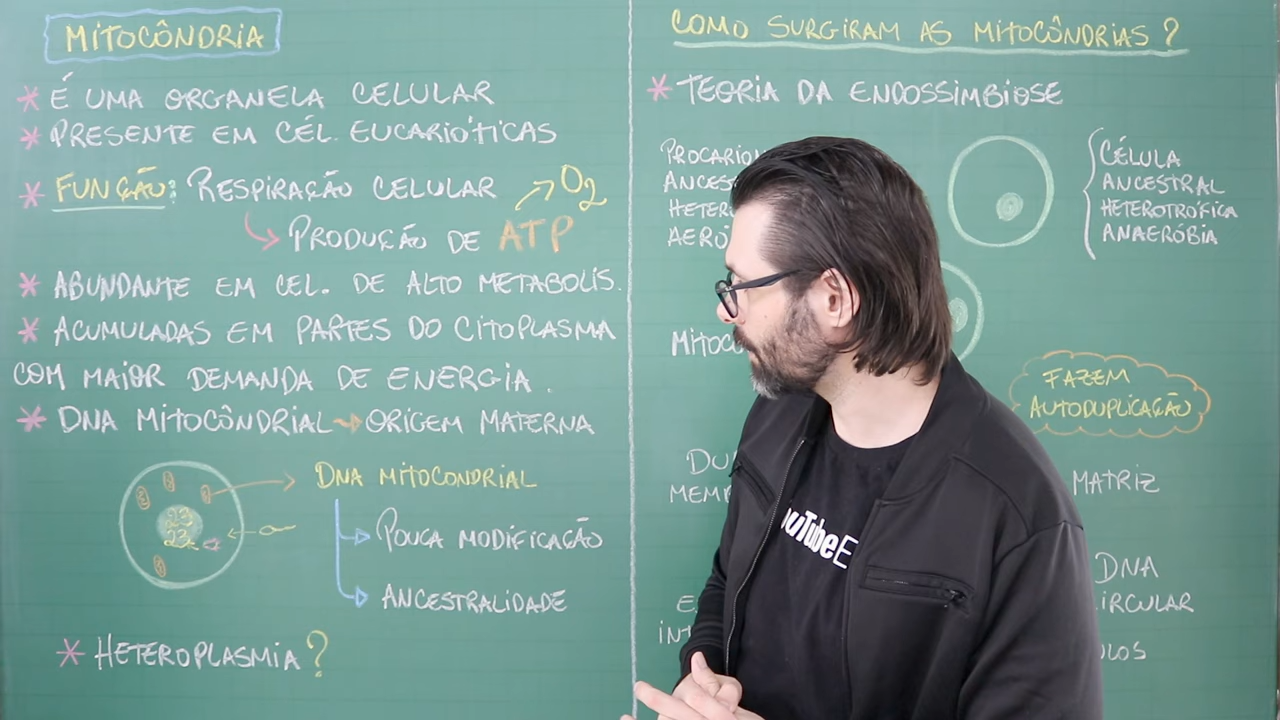 MITOCÔNDRIA
* É UMA ORGANELA CELULAR
* PRESENTE EM CÉL. EUCARIÓTICAS
* FUNÇÃO: RESPIRAÇÃO CELULAR → O2
↳ PRODUÇÃO DE ATP
* ABUNDANTE EM CEL. DE ALTO METABOLIS.
* ACUMULADAS EM PARTES DO CITOPLASMA
COM MAIOR DEMANDA DE ENERGIA.
* DNA MITOCÔNDRIAL → ORIGEM MATERNA
23
23
DNA MITOCONDRIAL
POUCA MODIFICAÇÃO
ANCESTRALIDADE
* HETEROPLASMIA?
COMO SURGIRAM AS MITOCÔNDRIAS?
* TEORIA DA ENDOSSIMBIOSE
CÉLULA
ANCESTRAL
HETEROTRÓFICA
ANAERÓBIA
FAZEM
AUTODUPLICAÇÃO
MATRIZ
DNA